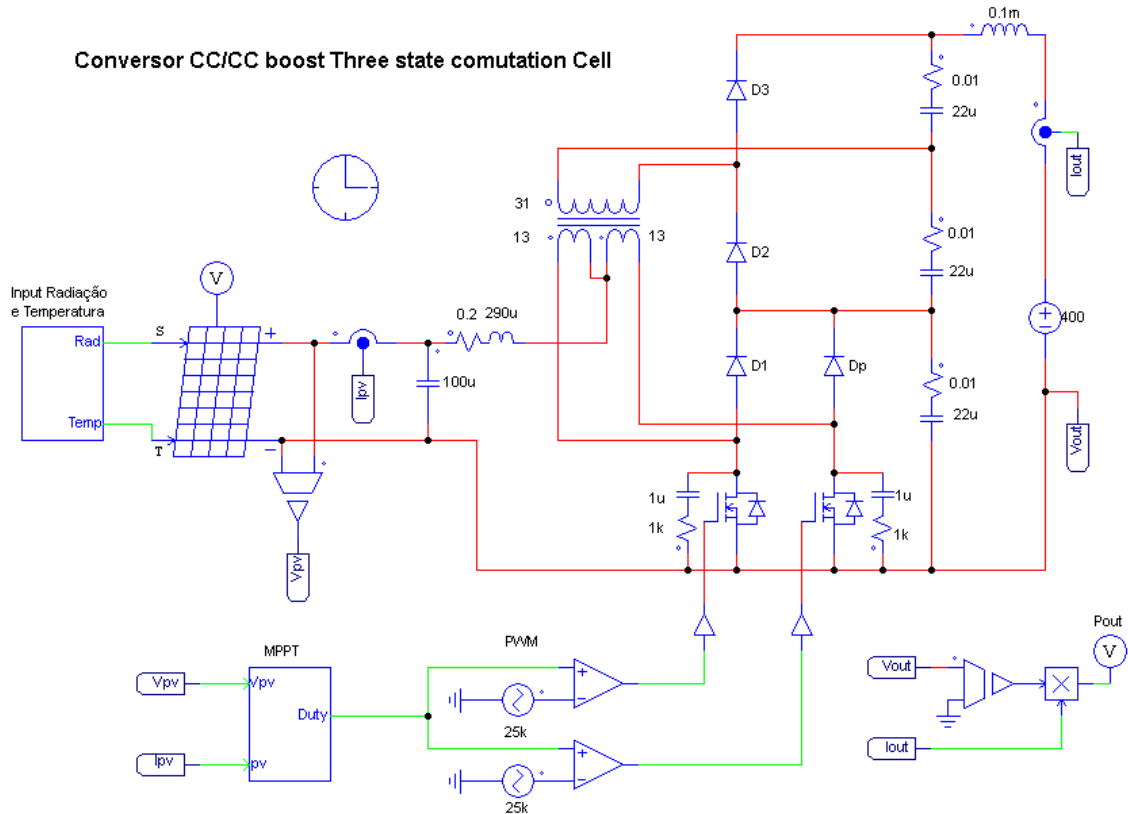 Conversor CC/CC boost Three state comutation Cell
0.1m
0.01
22u
D3
Iout
31
13
13
D2
0.01
22u
V
Input Radiação
e Temperatura
Rad
Temp
S
T
+
−
Ipv
100u
0.2
290u
D1
Dp
0.01
22u
400
Vout
Vpv
1u
1k
1u
1k
MPPT
Vpv
Vpv
Duty
Ipv
pv
PWM
25k
25k
Pout
V
Vout
Iout